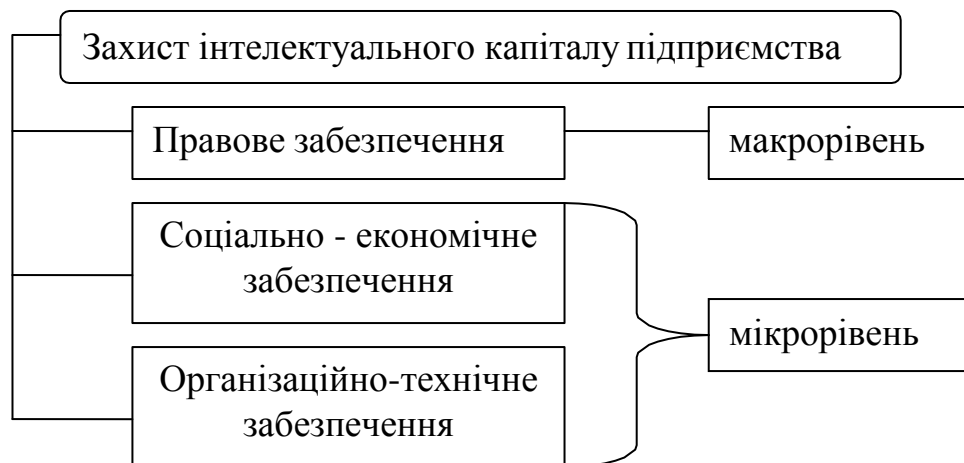 Захист інтелектуального капіталу підприємства
Правове забезпечення
макрорівень
Соціально - економічне
забезпечення
мікрорівень
Організаційно-технічне
забезпечення